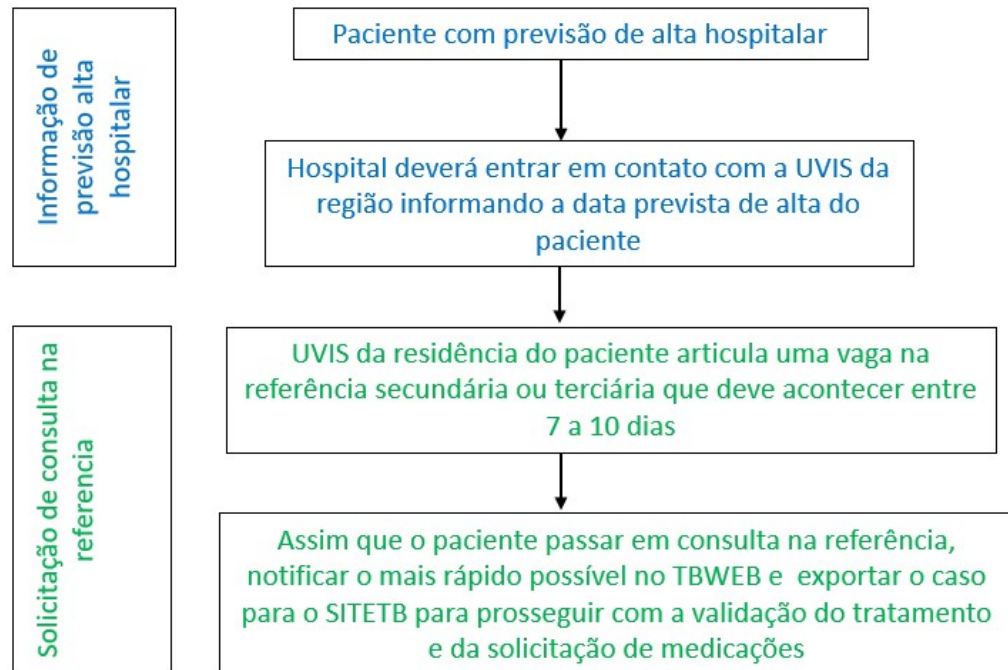 Informação de
previsão alta
hospitalar
Paciente com previsão de alta hospitalar
Hospital deverá entrar em contato com a UVIS da
região informando a data prevista de alta do
paciente
Solicitação de consulta na
referencia
UVIS da residência do paciente articula uma vaga na
referência secundária ou terciária que deve acontecer entre
7 a 10 dias
Assim que o paciente passar em consulta na referência,
notificar o mais rápido possível no TBWEB e exportar o caso
para o SITETB para prosseguir com a validação do tratamento
e da solicitação de medicações